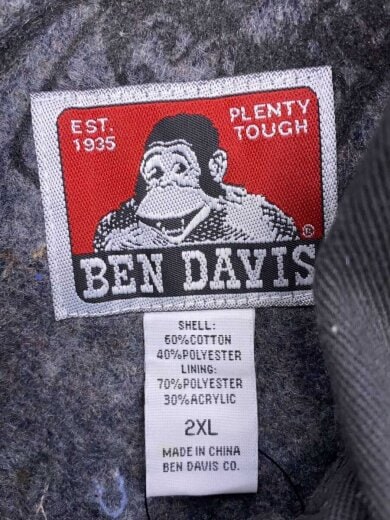 EST.
1935
PLENTY
TOUGH
®
BEN DAVIS
SHELL:
60%COTTON
40%POLYESTER
LINING:
70%POLYESTER
30%ACRYLIC
2XL
MADE IN CHINA
BEN DAVIS CO.